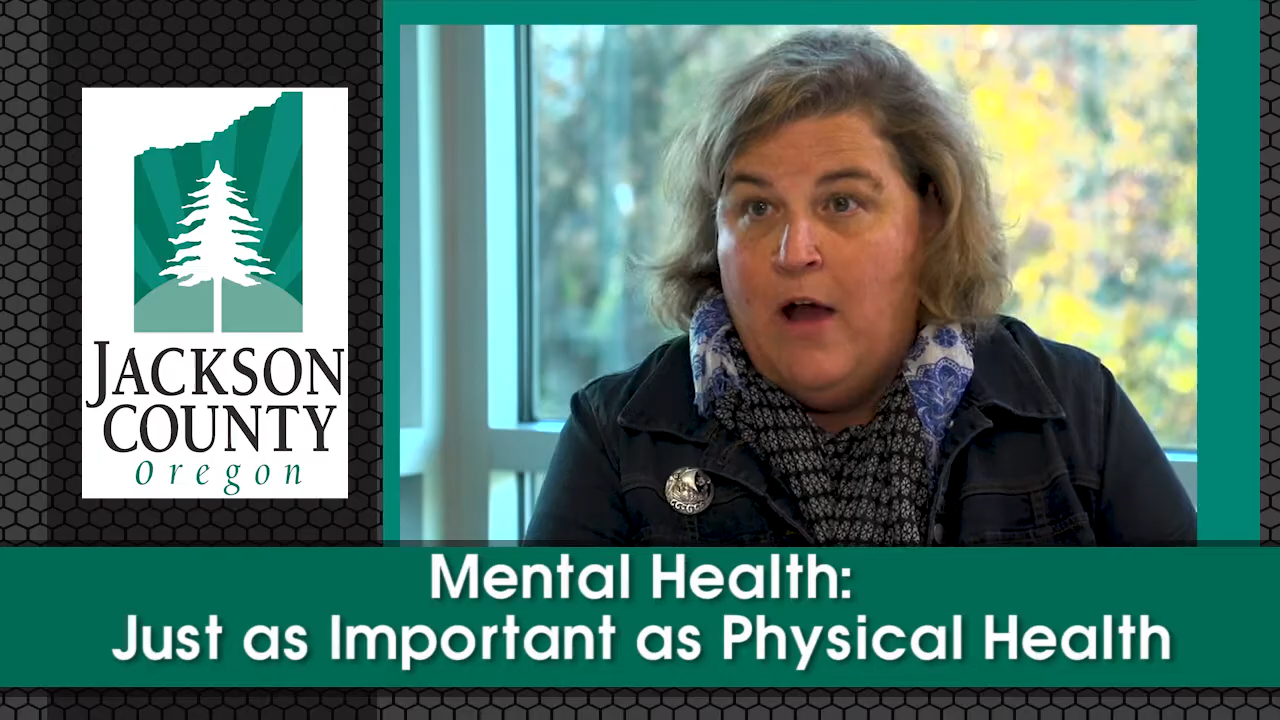 JACKSON
COUNTY
Oregon
Mental Health:
Just as Important as Physical Health